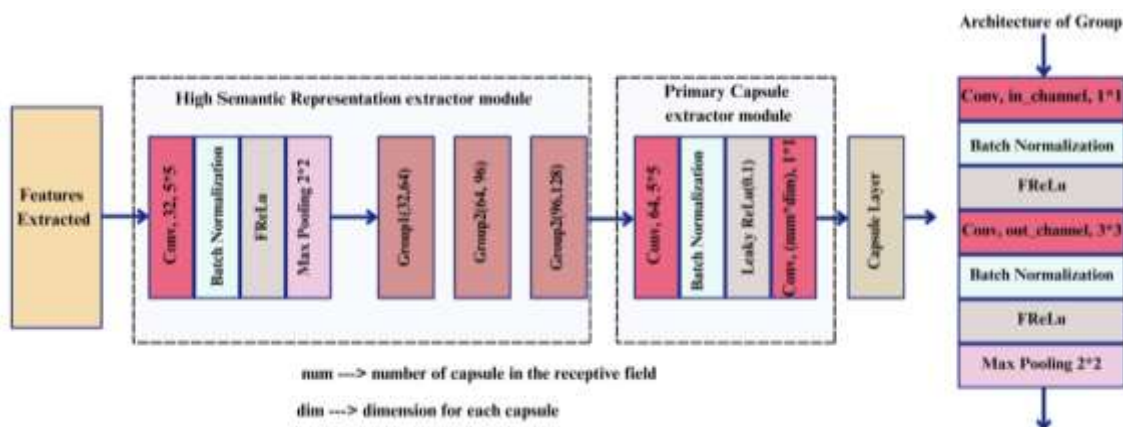 Architecture of Group
High Semantic Representation extractor module
Primary Capsule
extractor module
Features
Extracted
Conv, 32, 5*5
Batch Normalization
FReLu
Max Pooling 2*2
Group1(32,64)
Group2(64, 96)
Group2(96,128)
Conv, 64, 5*5
Batch Normalization
Leaky ReLu(0.1)
Conv, (num*dim), 1*1
Capsule Layer
Conv, in_channel, 1*1
Batch Normalization
FReLu
Conv, out_channel, 3*3
Batch Normalization
FReLu
Max Pooling 2*2
num ---> number of capsule in the receptive field
dim ---> dimension for each capsule